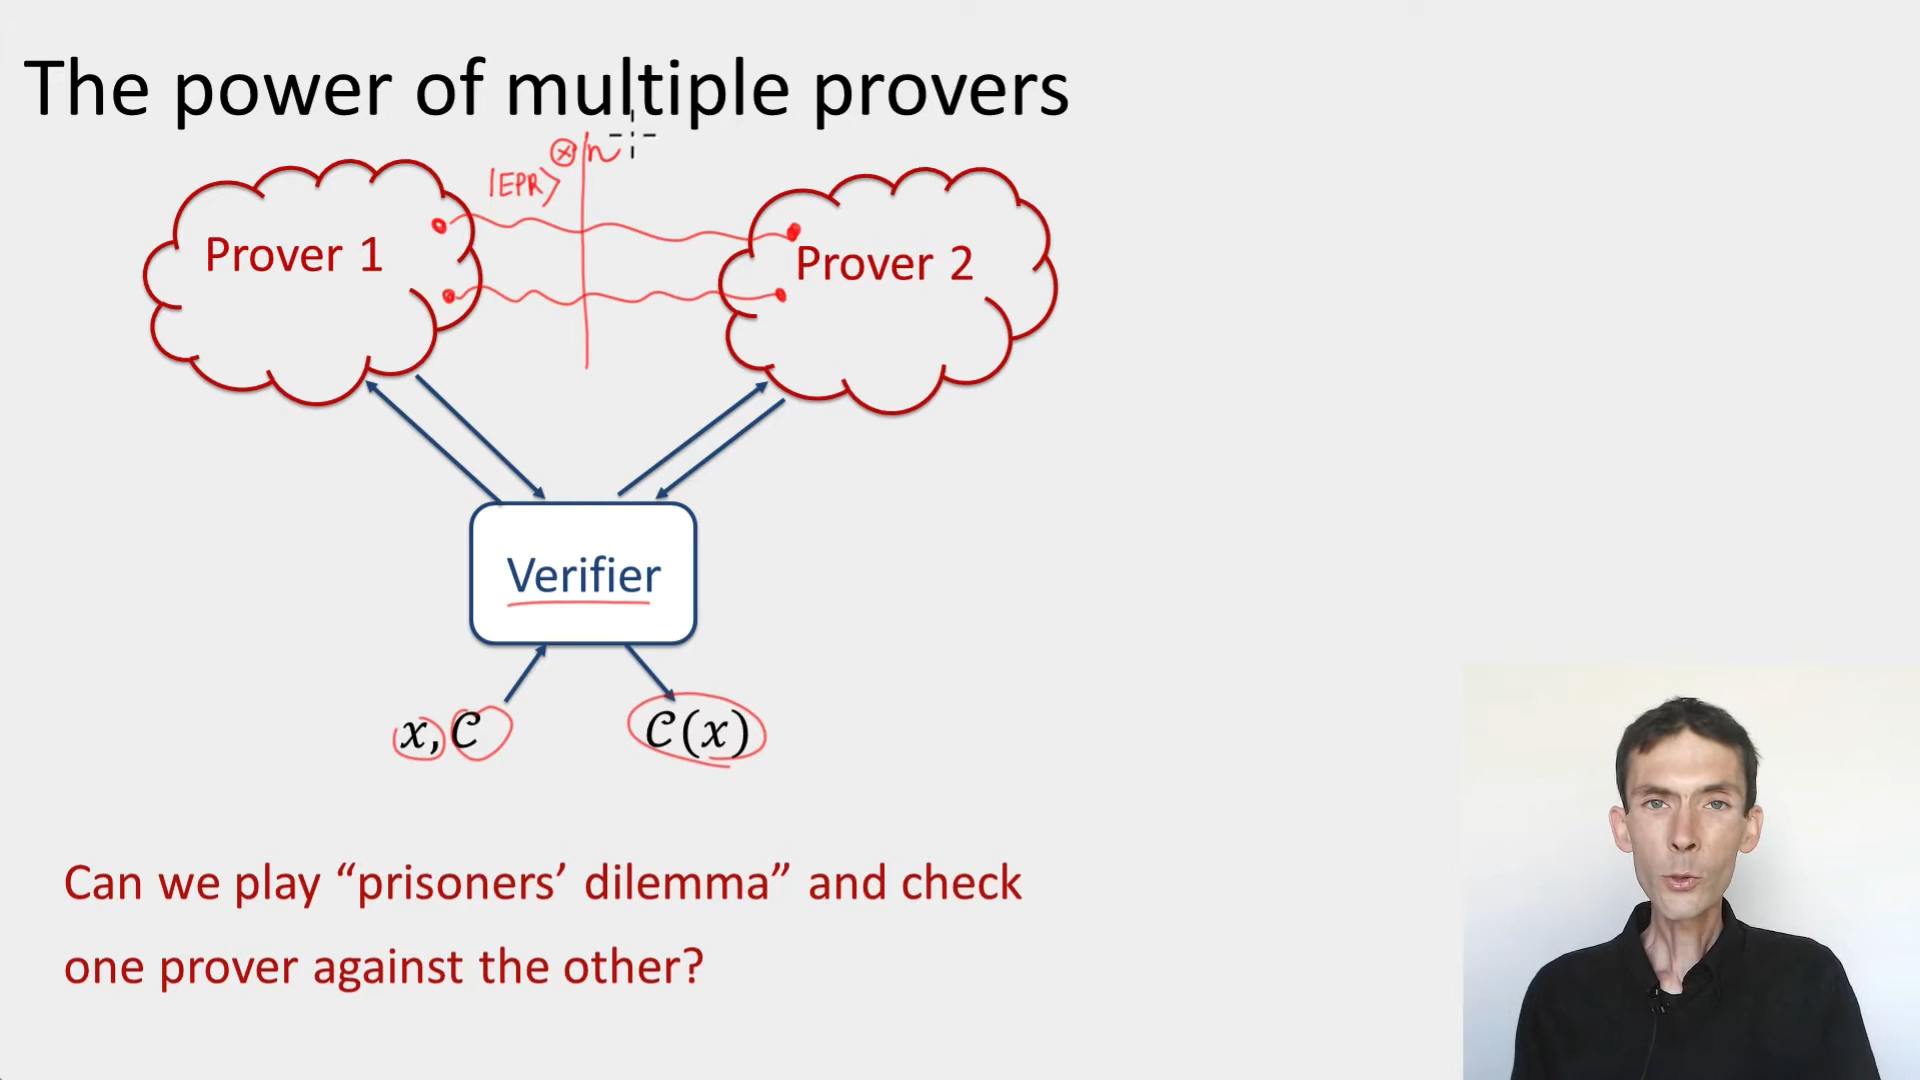 The power of multiple provers
|EPR⟩ ⊗n
Prover 1
Prover 2
Verifier
x, C
C(x)
Can we play “prisoners’ dilemma” and check
one prover against the other?